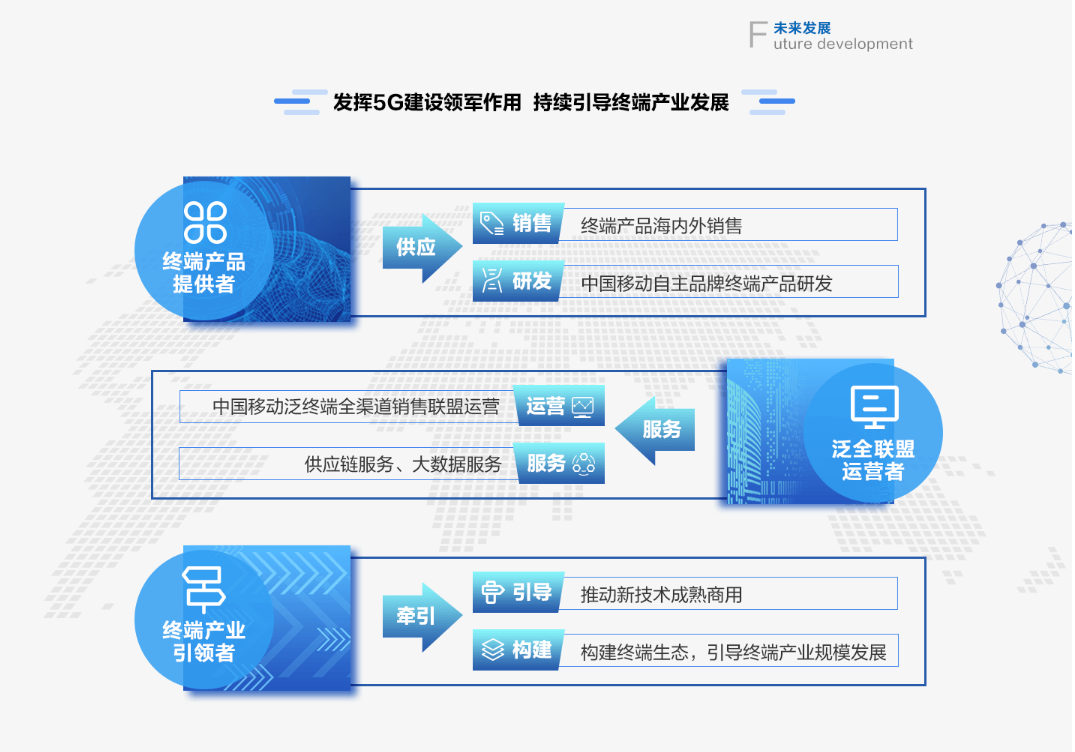 未来发展
Future development
发挥5G建设领军作用 持续引导终端产业发展
终端产品
提供者
供应
销售
终端产品海内外销售
研发
中国移动自主品牌终端产品研发
中国移动泛终端全渠道销售联盟运营
运营
供应链服务、大数据服务
服务
服务
泛全联盟
运营者
终端产业
引领者
牵引
引导
推动新技术成熟商用
构建
构建终端生态，引导终端产业规模发展